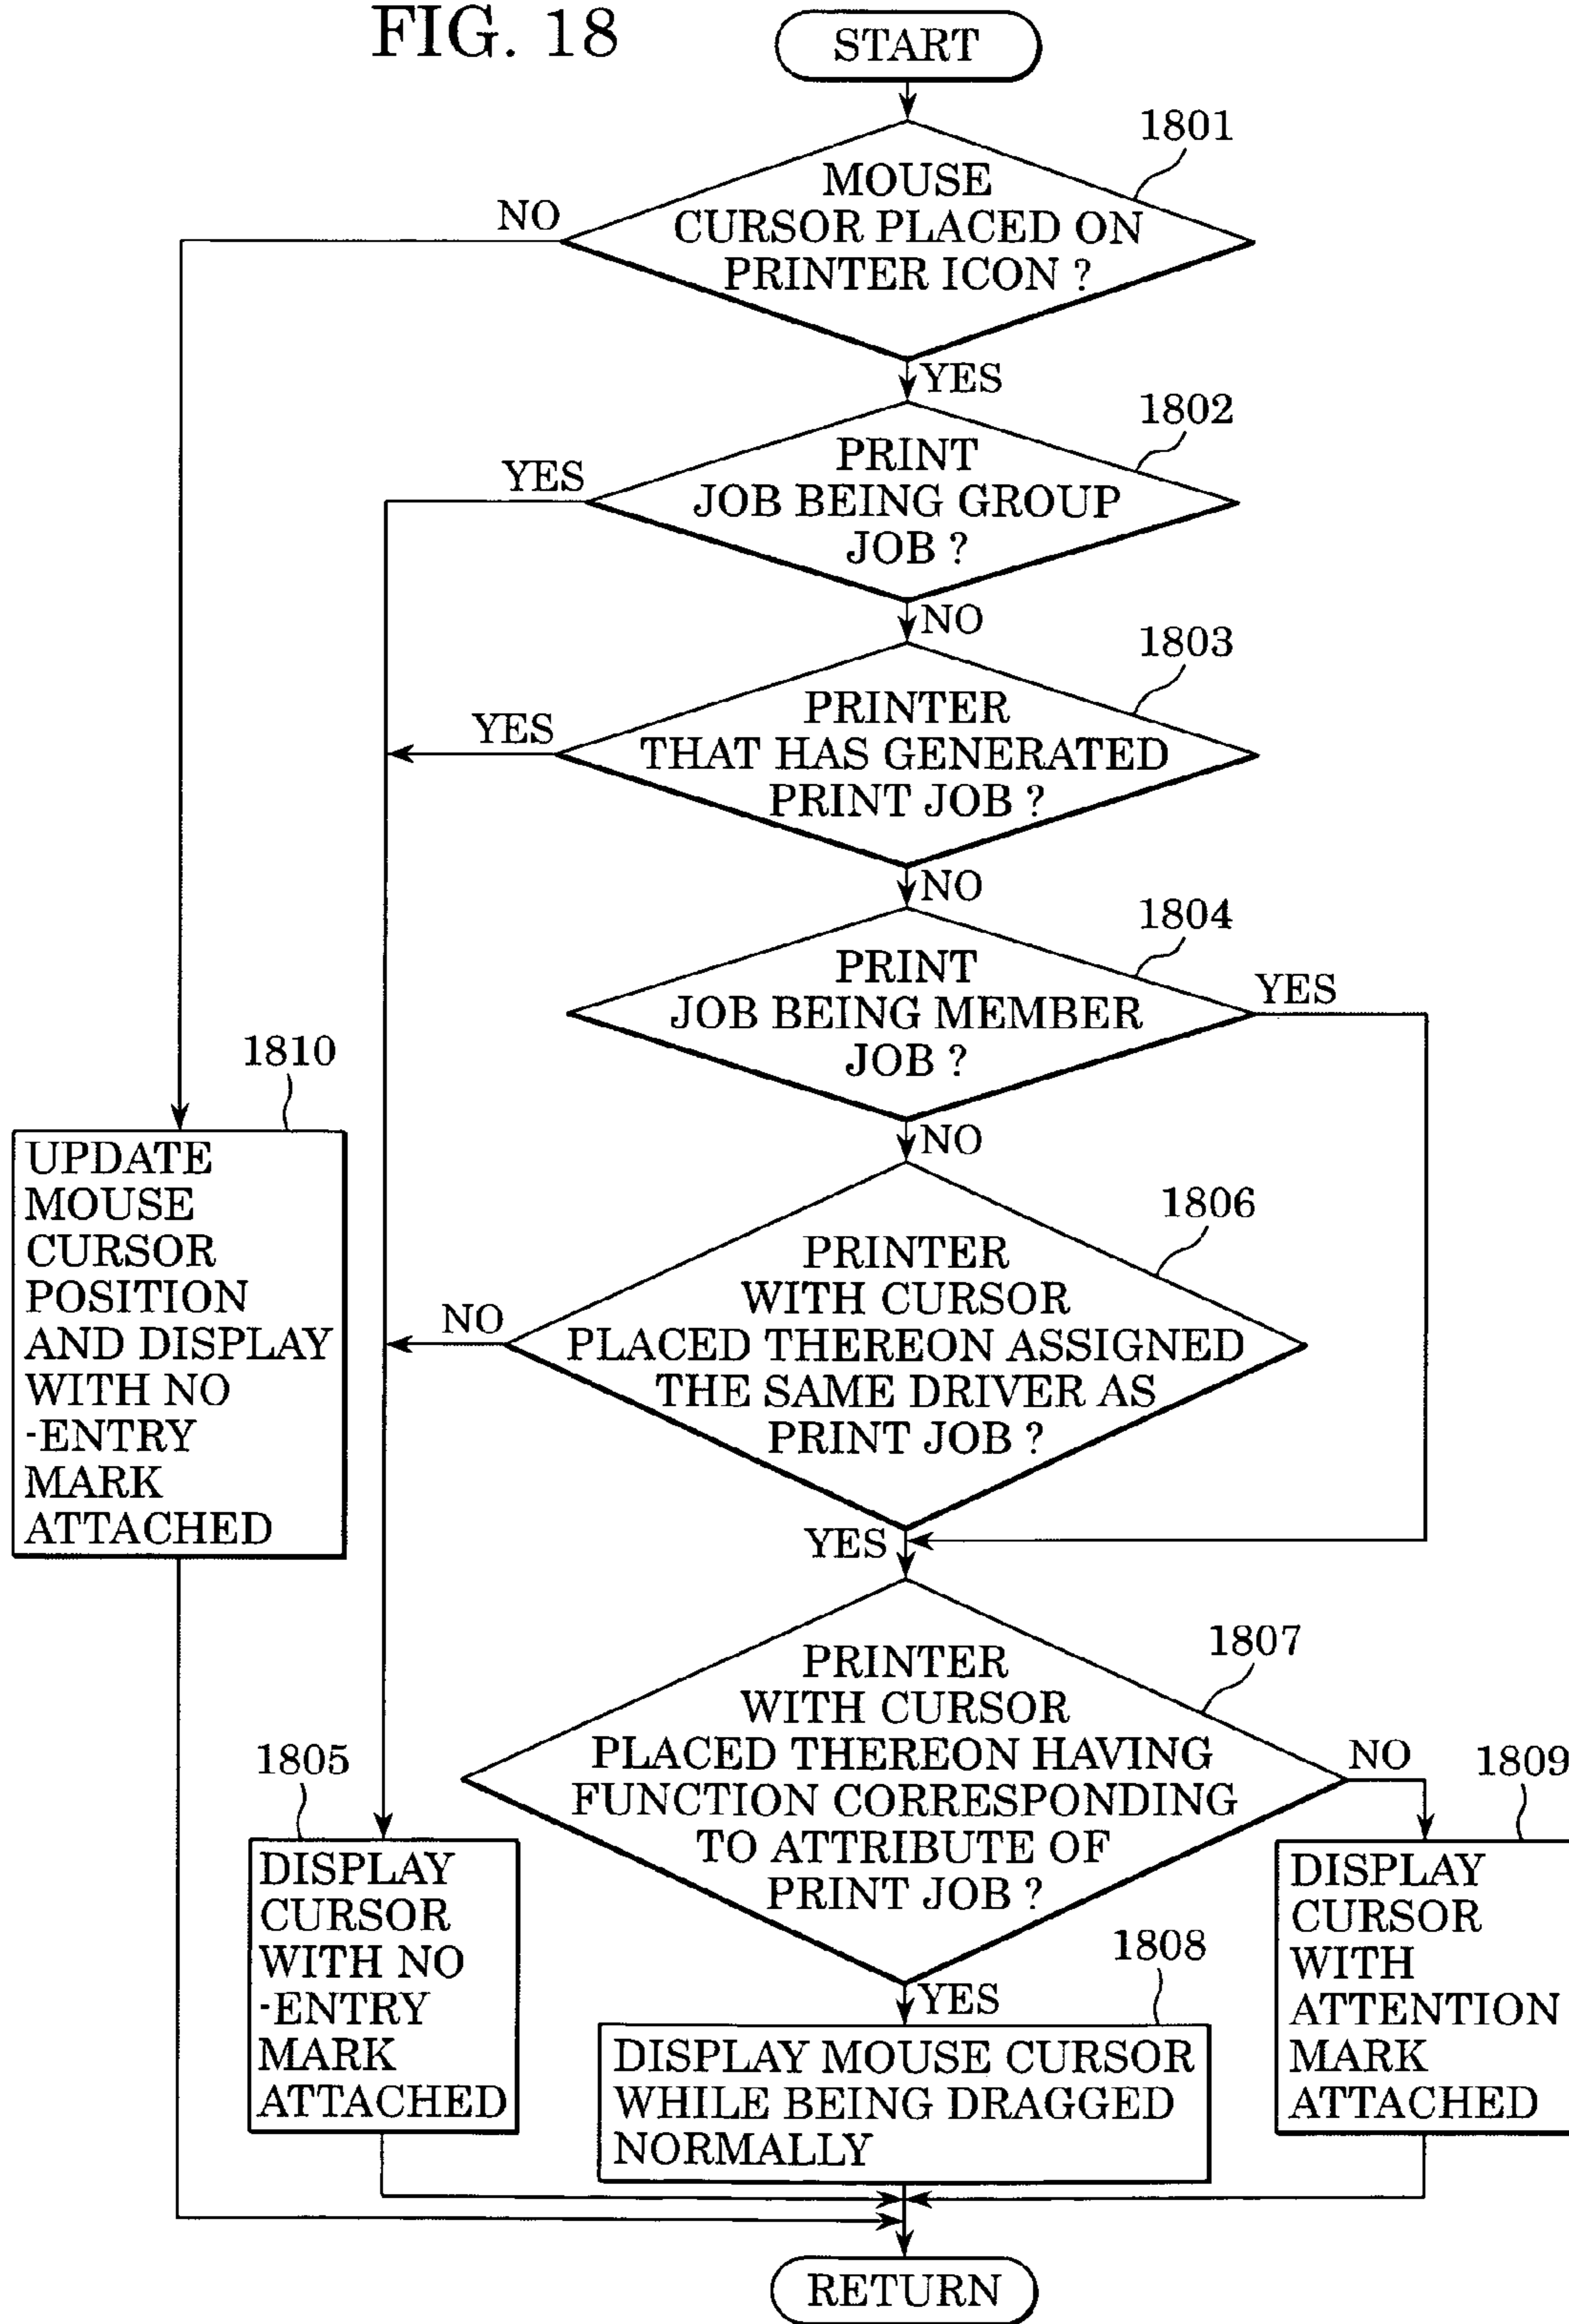 FIG. 18
START
1801
MOUSE
CURSOR PLACED ON
PRINTER ICON ?
NO
YES
1802
PRINT
JOB BEING GROUP
JOB ?
YES
NO
1803
PRINTER
THAT HAS GENERATED
PRINT JOB ?
YES
NO
1804
PRINT
JOB BEING MEMBER
JOB ?
YES
NO
1806
PRINTER
WITH CURSOR
PLACED THEREON ASSIGNED
THE SAME DRIVER AS
PRINT JOB ?
NO
YES
1810
UPDATE
MOUSE
CURSOR
POSITION
AND DISPLAY
WITH NO
-ENTRY
MARK
ATTACHED
1807
PRINTER
WITH CURSOR
PLACED THEREON HAVING
FUNCTION CORRESPONDING
TO ATTRIBUTE OF
PRINT JOB ?
NO
YES
1805
DISPLAY
CURSOR
WITH NO
-ENTRY
MARK
ATTACHED
1808
DISPLAY MOUSE CURSOR
WHILE BEING DRAGGED
NORMALLY
1809
DISPLAY
CURSOR
WITH
ATTENTION
MARK
ATTACHED
RETURN